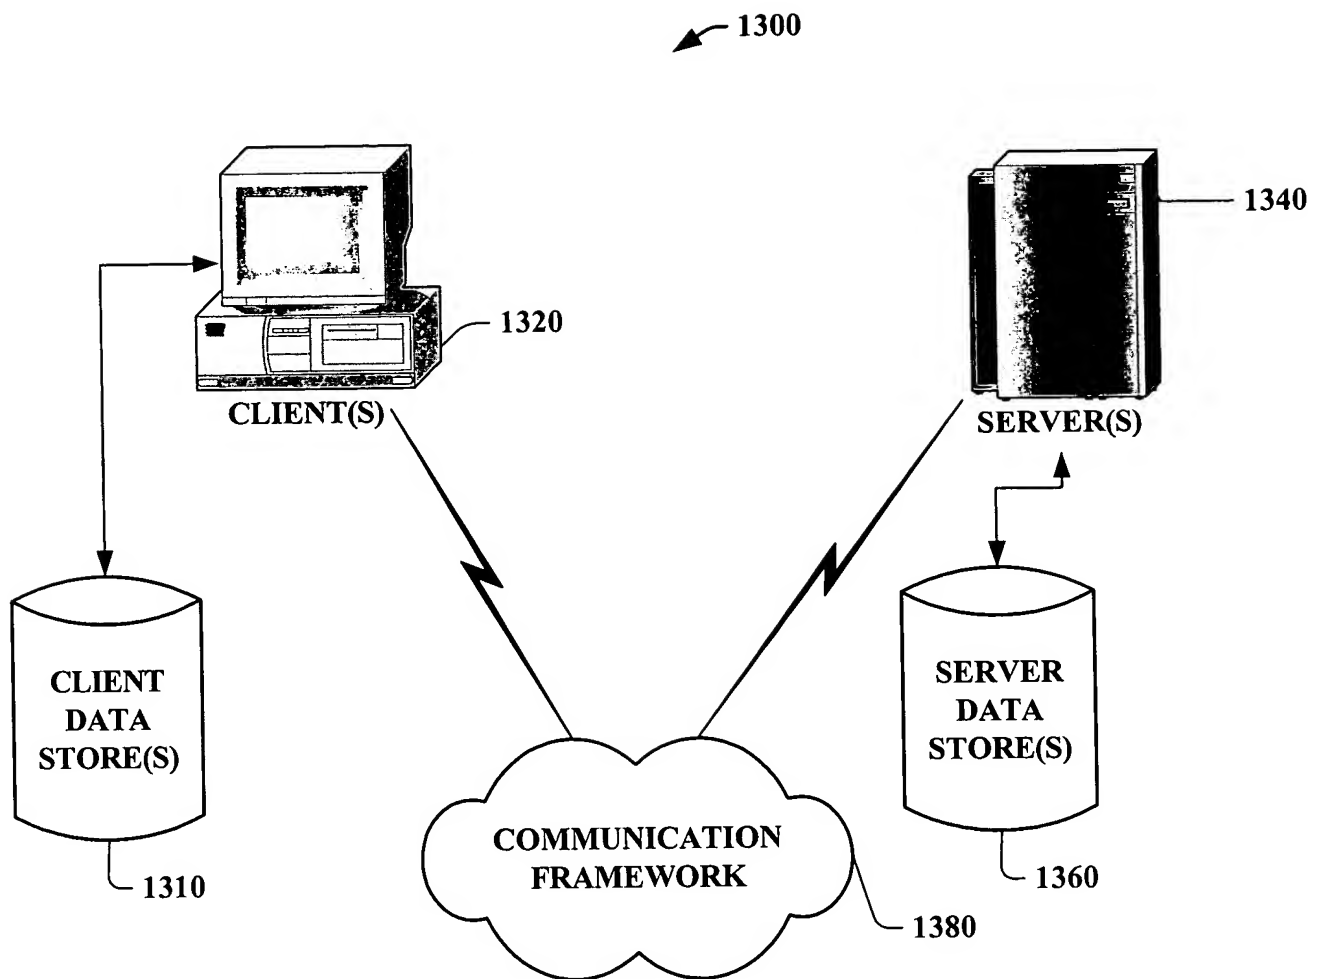 1300
1340
1320
CLIENT(S)
SERVER(S)
CLIENT
DATA
STORE(S)
SERVER
DATA
STORE(S)
COMMUNICATION
FRAMEWORK
1310
1360
1380